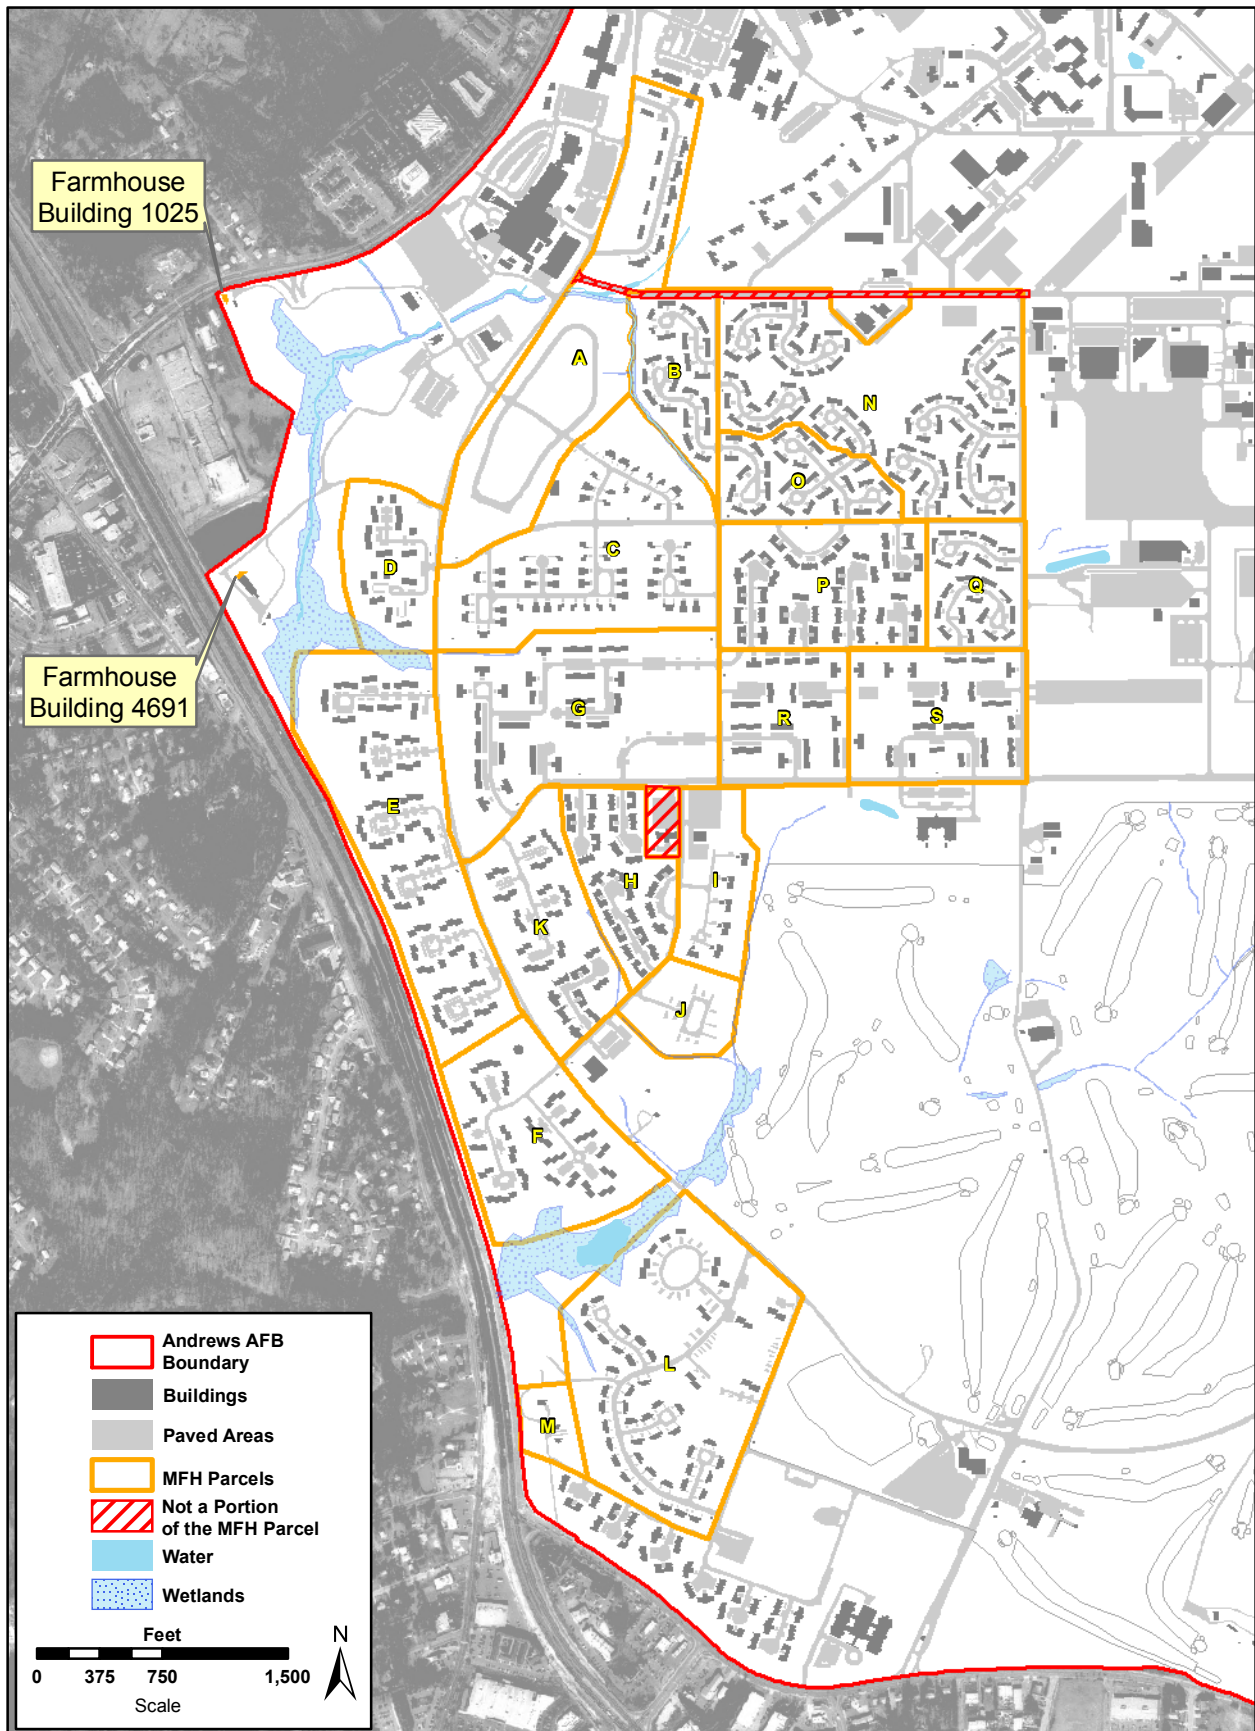 Farmhouse
Building 1025
A
B
N
O
C
D
P
Q
Farmhouse
Building 4691
G
R
S
E
H
I
K
J
F
L
M
Andrews AFB
Boundary
Buildings
Paved Areas
MFH Parcels
Not a Portion
of the MFH Parcel
Water
Wetlands
Feet
N
0 375 750 1,500
Scale